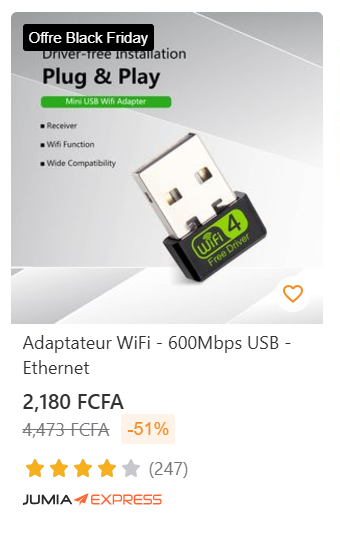 Offre Black Friday
Driver-free Installation
Plug & Play
Mini USB Wifi Adapter
Receiver
Wifi Function
Wide Compatibility
WiFi 4
Free Driver
Adaptateur WiFi - 600Mbps USB -
Ethernet
2,180 FCFA
4,473 FCFA -51%
(247)
JUMIA EXPRESS